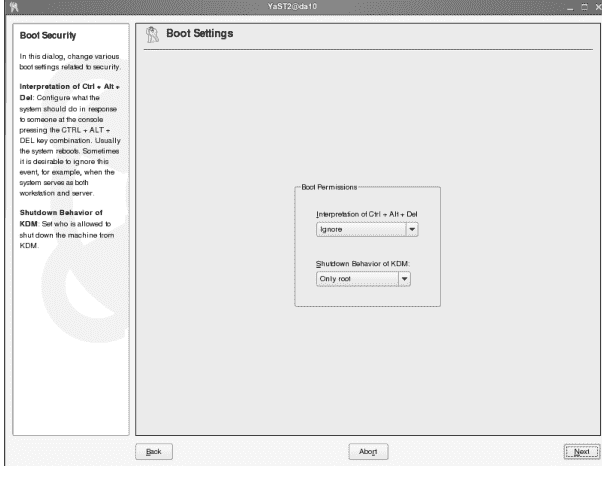 YaST2@da10
Boot Security
In this dialog, change various
boot settings related to security.
Interpretation of Ctrl + Alt +
Del: Configure what the
system should do in response
to someone at the console
pressing the CTRL + ALT +
DEL key combination. Usually
the system reboots. Sometimes
it is desirable to ignore this
event, for example, when the
system serves as both
workstation and server.
Shutdown Behavior of
KDM: Set who is allowed to
shut down the machine from
KDM.
Boot Settings
Boot Permissions
Interpretation of Ctrl + Alt + Del
Ignore
Shutdown Behavior of KDM:
Only root
Back
Abort
Next